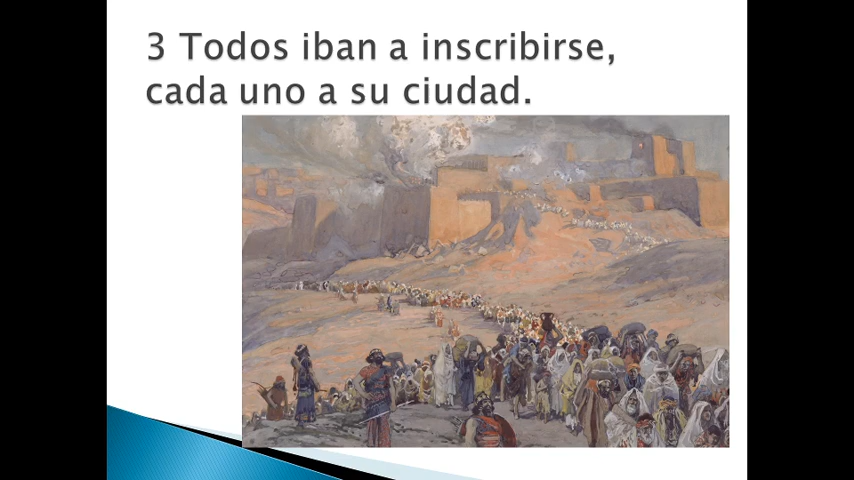 3 Todos iban a inscribirse,
cada uno a su ciudad.